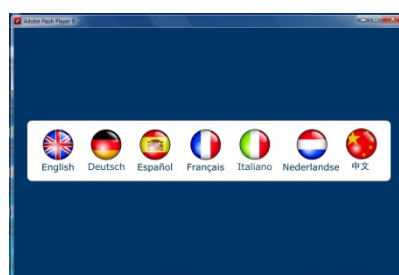 Adobe Flash Player 9
English Deutsch Español Français Italiano Nederlandse 中文